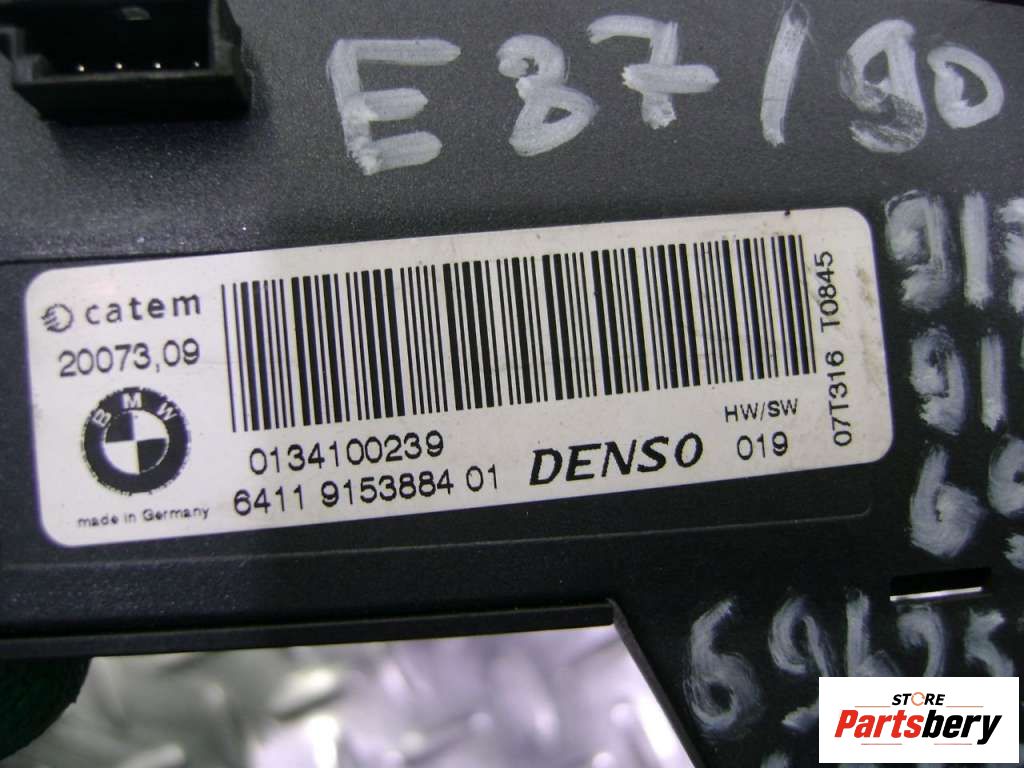 E87/90
catem
20073,09
BMW
0134100239
6411 9153884 01
DENSO
HW/SW
019
07T316 T0845
made in Germany
STORE
Partsbery